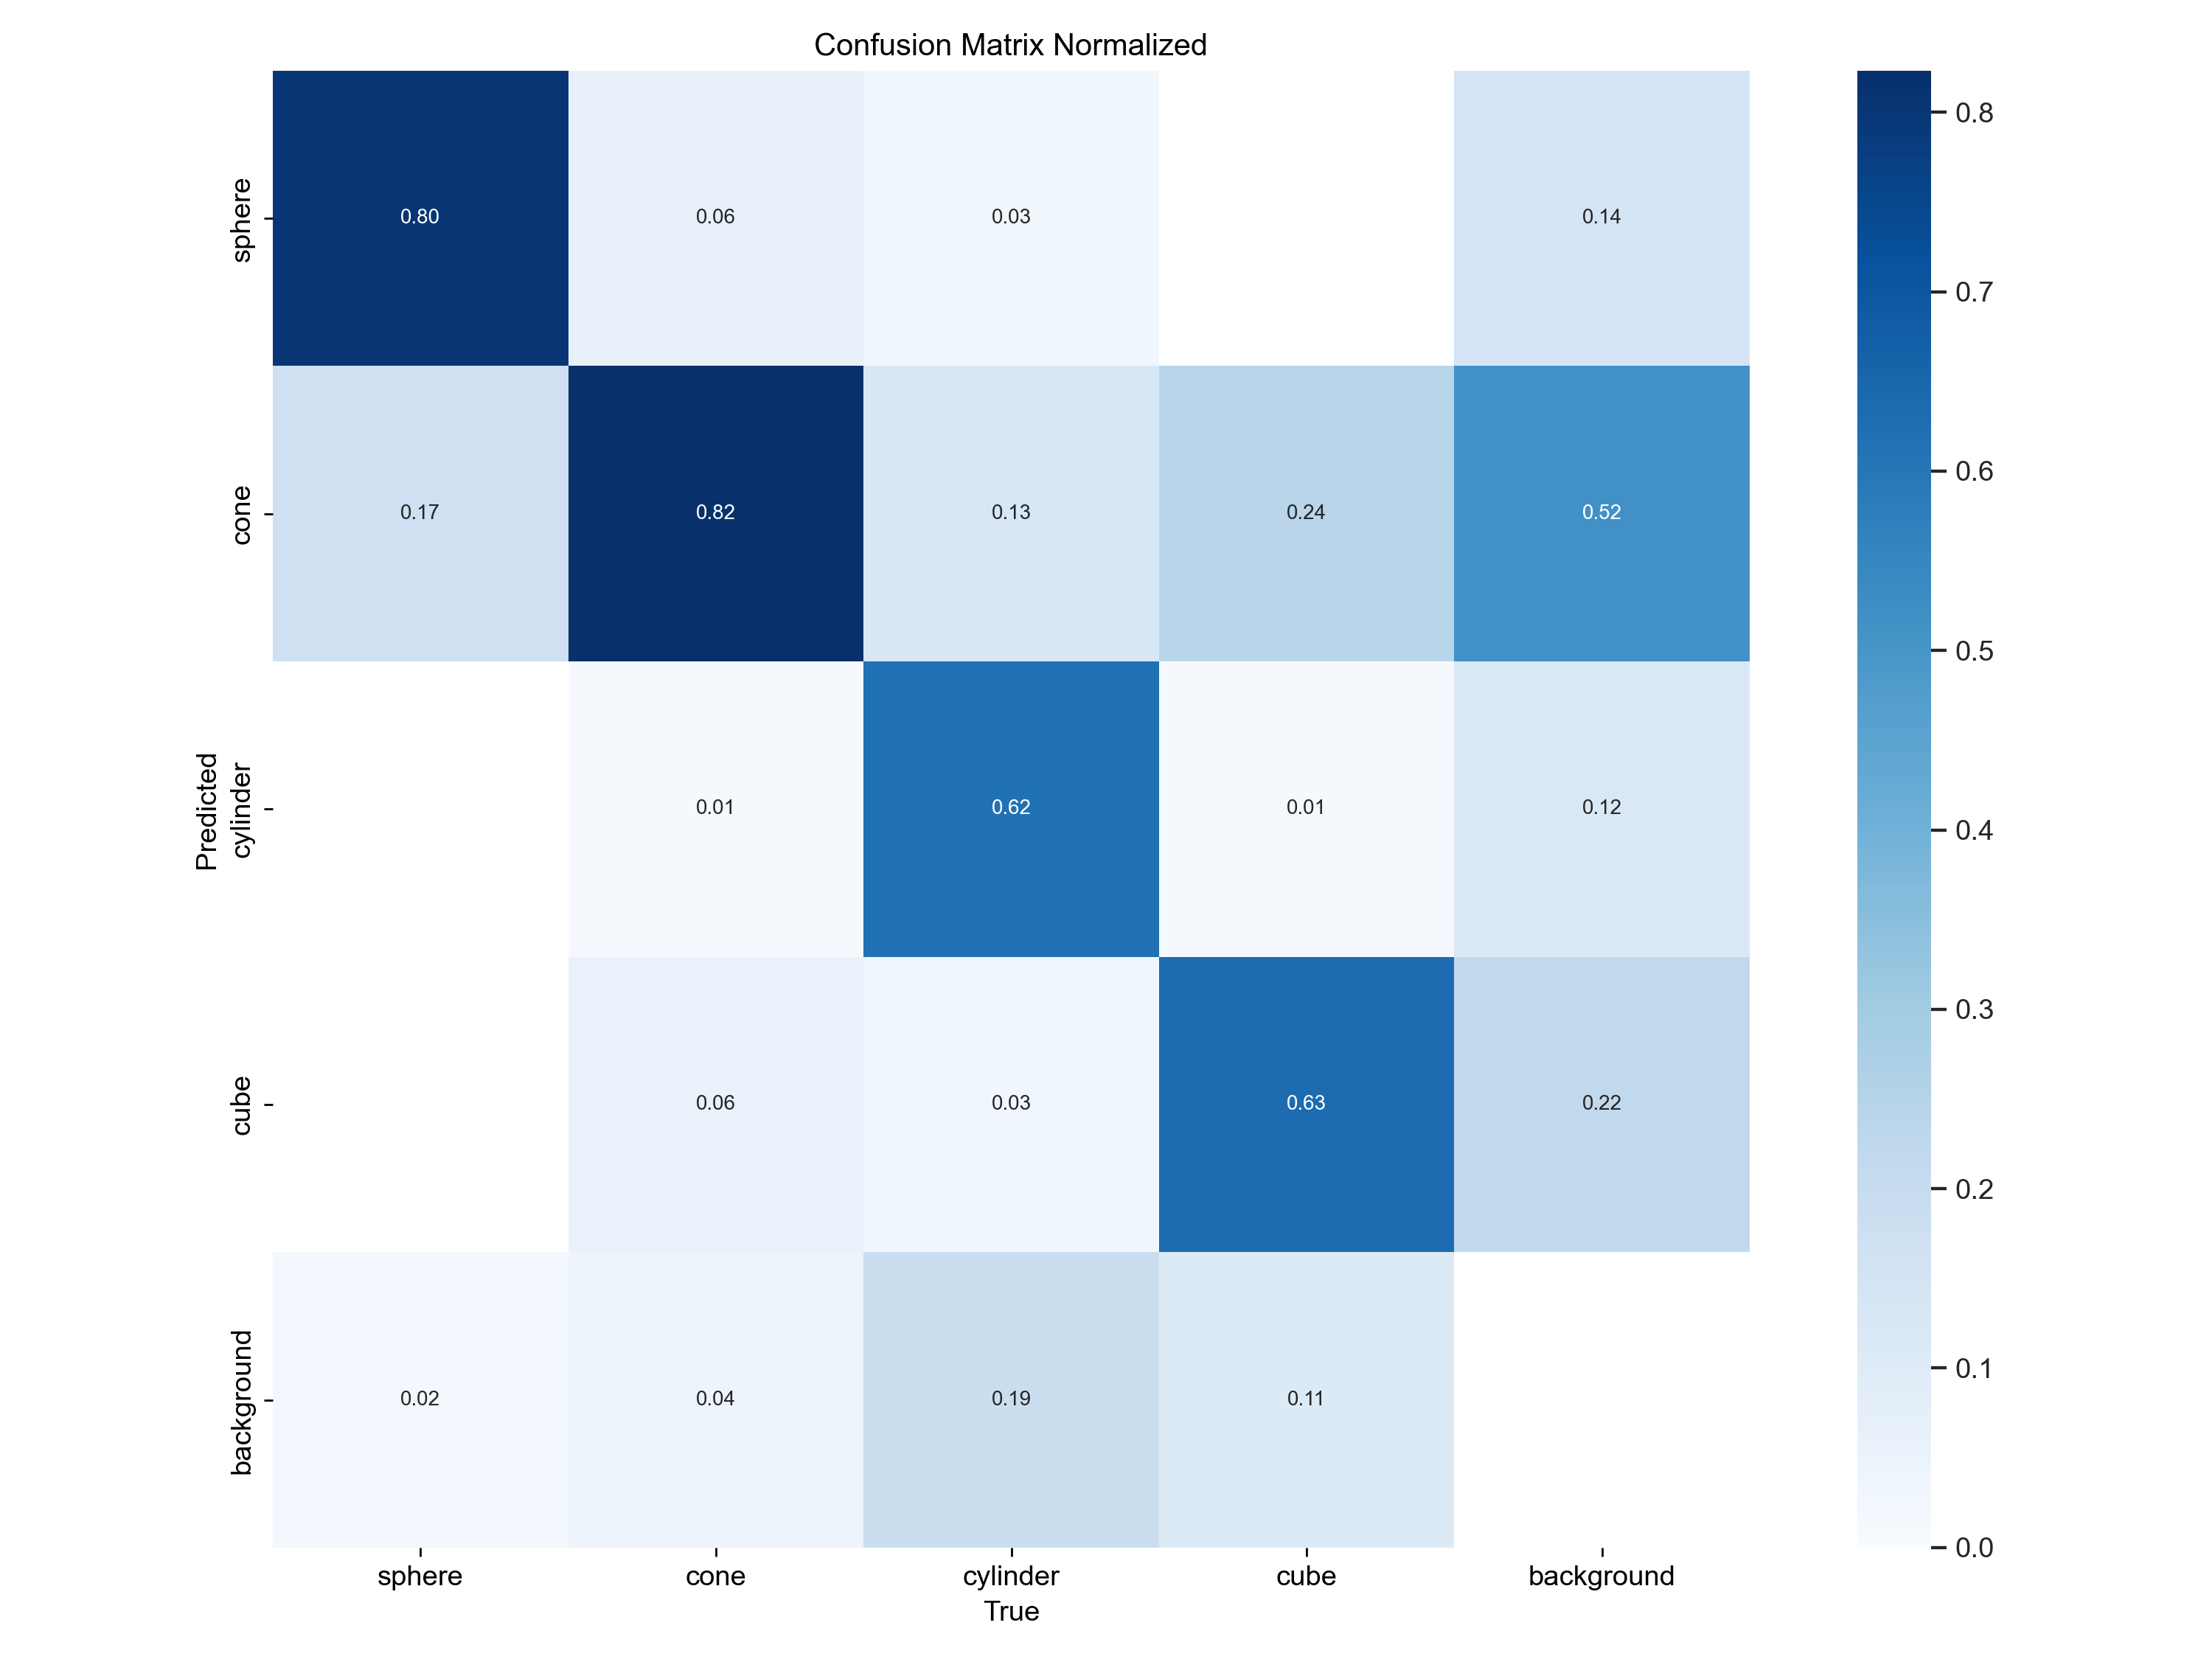 Confusion Matrix Normalized
sphere 0.80 0.06 0.03 0.14
cone 0.17 0.82 0.13 0.24 0.52
cylinder 0.01 0.62 0.01 0.12
cube 0.06 0.03 0.63 0.22
background 0.02 0.04 0.19 0.11
Predicted
sphere cone cylinder cube background
True
0.8
0.7
0.6
0.5
0.4
0.3
0.2
0.1
0.0